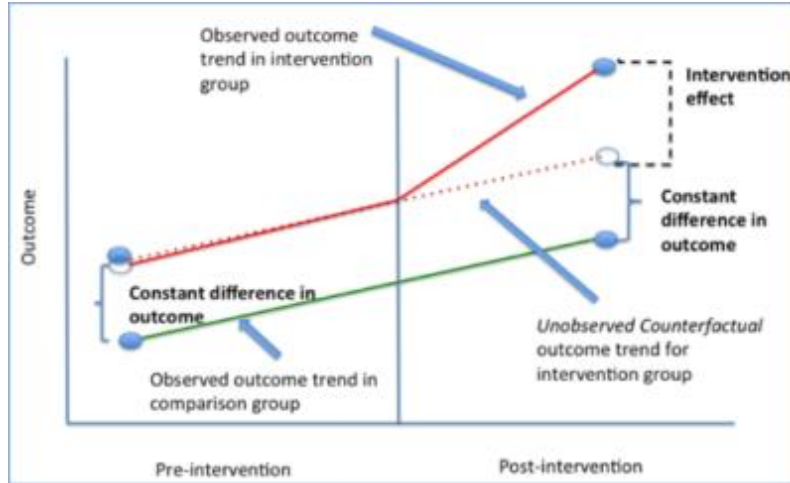 Observed outcome
trend in intervention
group
Intervention
effect
Constant
difference in
outcome
Outcome
Constant difference in
outcome
Unobserved Counterfactual
outcome trend for
intervention group
Observed outcome trend in
comparison group
Pre-intervention
Post-intervention